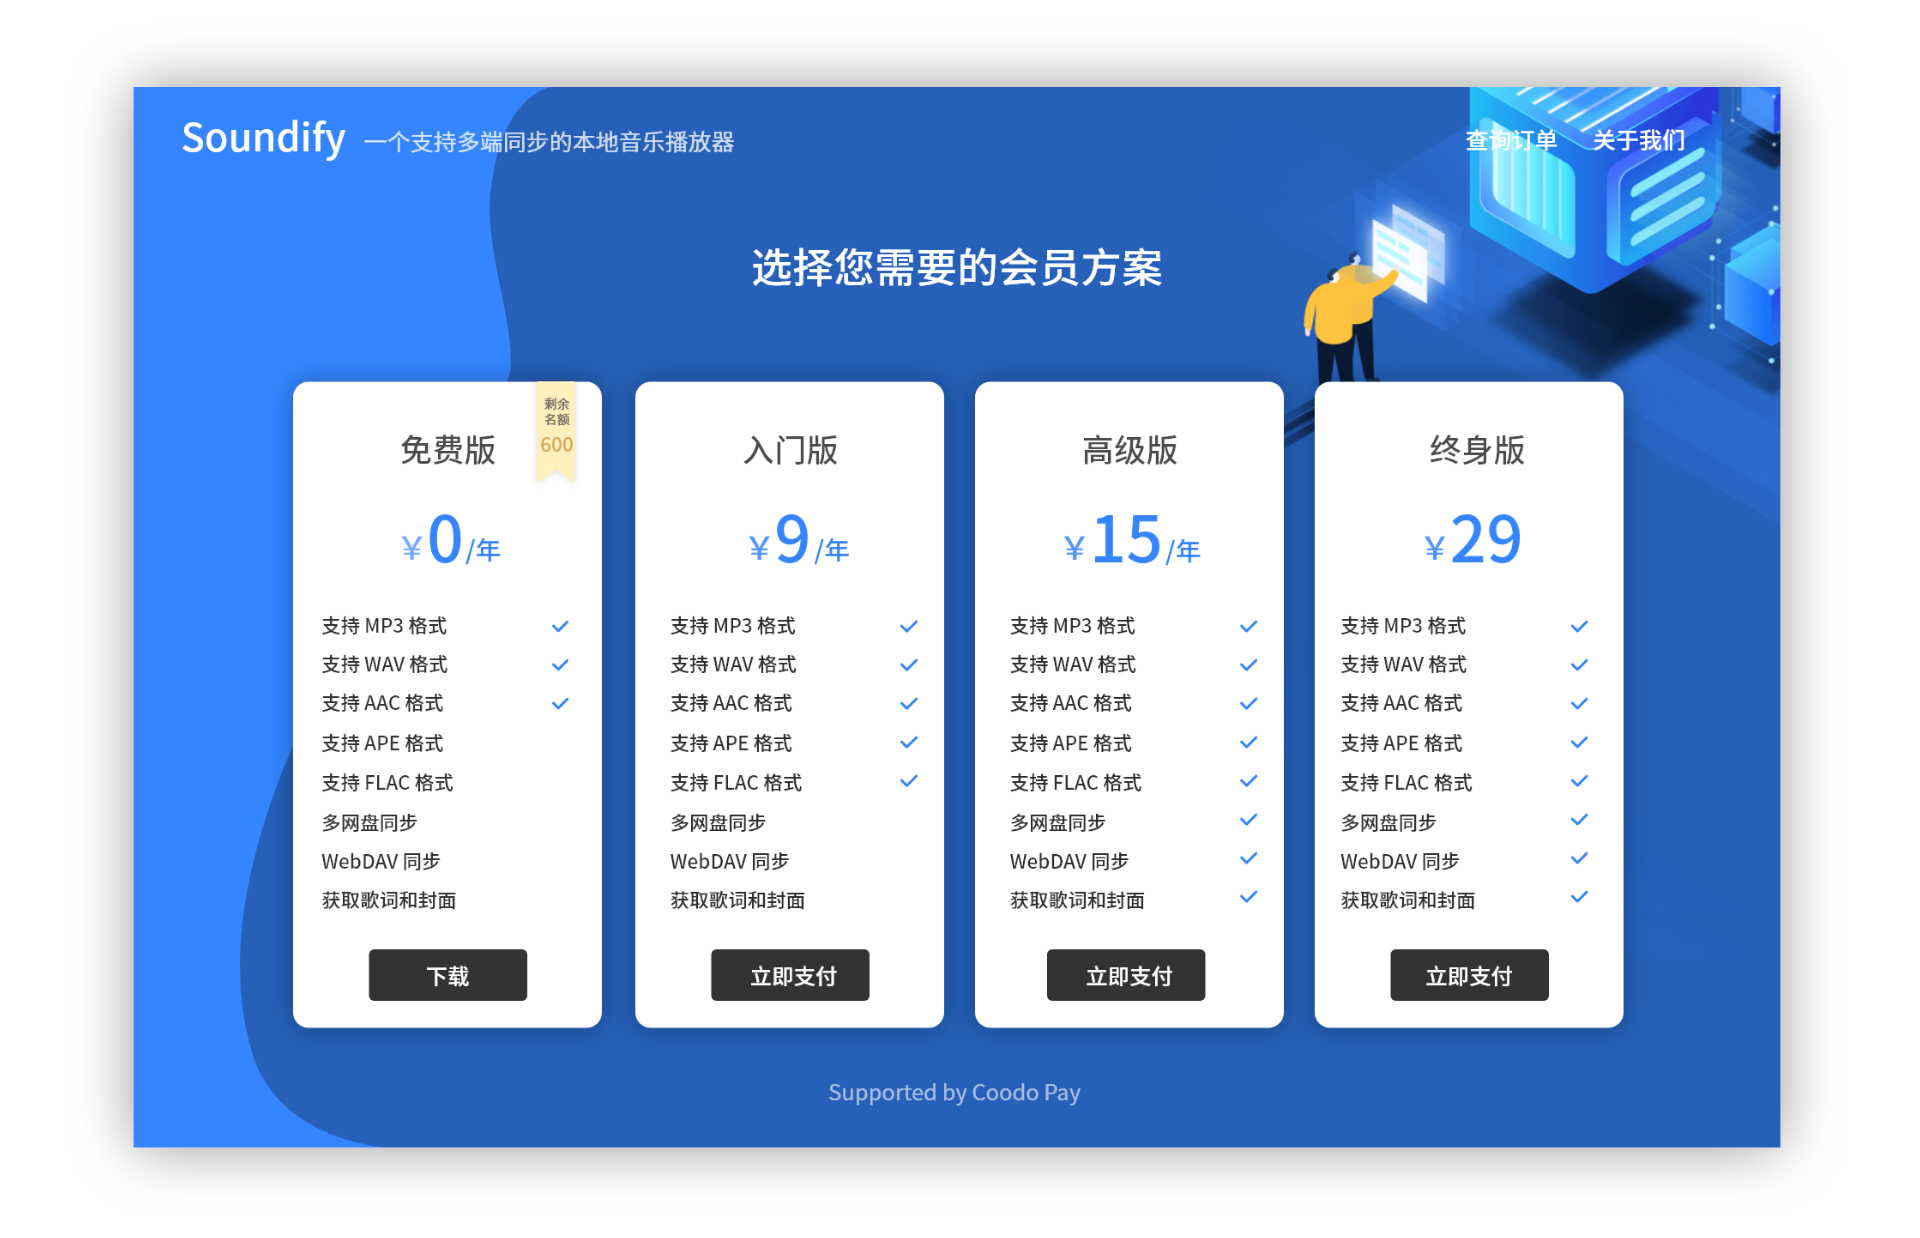 Soundify 一个支持多端同步的本地音乐播放器
查询订单 关于我们
选择您需要的会员方案
免费版
剩余
名额
600
¥0/年
支持 MP3 格式
支持 WAV 格式
支持 AAC 格式
支持 APE 格式
支持 FLAC 格式
多网盘同步
WebDAV 同步
获取歌词和封面
下载
入门版
¥9/年
支持 MP3 格式
支持 WAV 格式
支持 AAC 格式
支持 APE 格式
支持 FLAC 格式
多网盘同步
WebDAV 同步
获取歌词和封面
立即支付
高级版
¥15/年
支持 MP3 格式
支持 WAV 格式
支持 AAC 格式
支持 APE 格式
支持 FLAC 格式
多网盘同步
WebDAV 同步
获取歌词和封面
立即支付
终身版
¥29
支持 MP3 格式
支持 WAV 格式
支持 AAC 格式
支持 APE 格式
支持 FLAC 格式
多网盘同步
WebDAV 同步
获取歌词和封面
立即支付
Supported by Coodo Pay